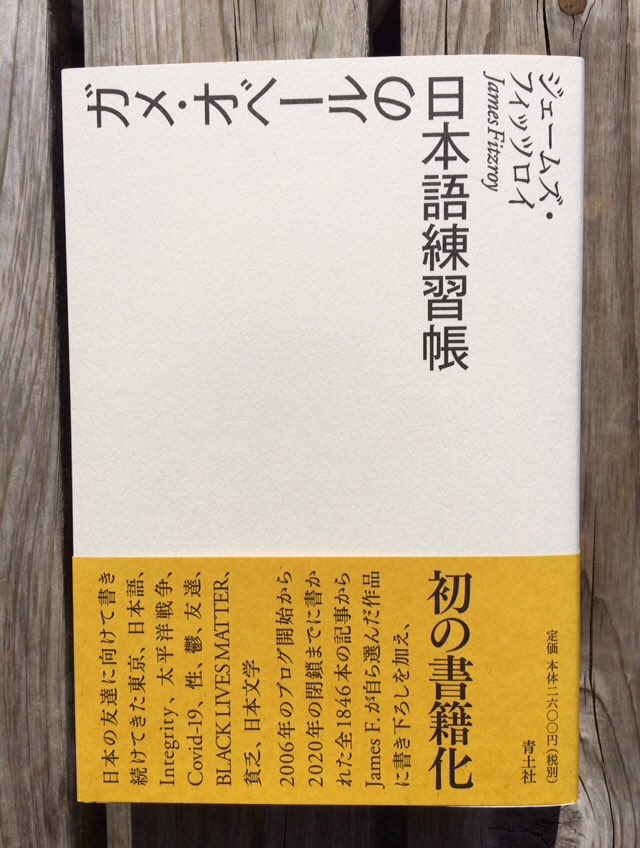 ガメ・オベールの
日本語練習帳
ジェームズ・
フィッツロイ
James Fitzroy
初の書籍化
日本の友達に向けて書き
続けてきた東京、日本語、
Integrity、太平洋戦争、
Covid-19、性、鬱、友達、
BLACK LIVES MATTER、
貧乏、日本文学
2006年のブログ開始から
2020年の閉鎖までに書か
れた全1846本の記事から
James F.が自ら選んだ作品
に書き下ろしを加え、
定価 本体二六〇〇円(税別)
青土社